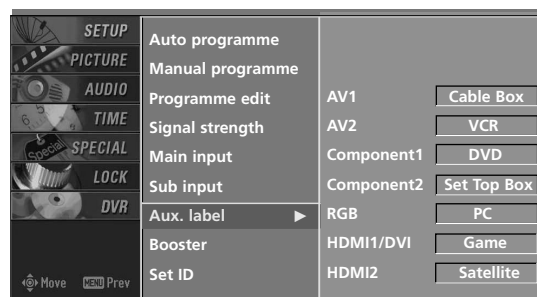 SETUP
PICTURE
AUDIO
TIME
SPECIAL
LOCK
DVR
Move MENU Prev
Auto programme
Manual programme
Programme edit
Signal strength
Main input
Sub input
Aux. label ►
Booster
Set ID
AV1 Cable Box
AV2 VCR
Component1 DVD
Component2 Set Top Box
RGB PC
HDMI1/DVI Game
HDMI2 Satellite